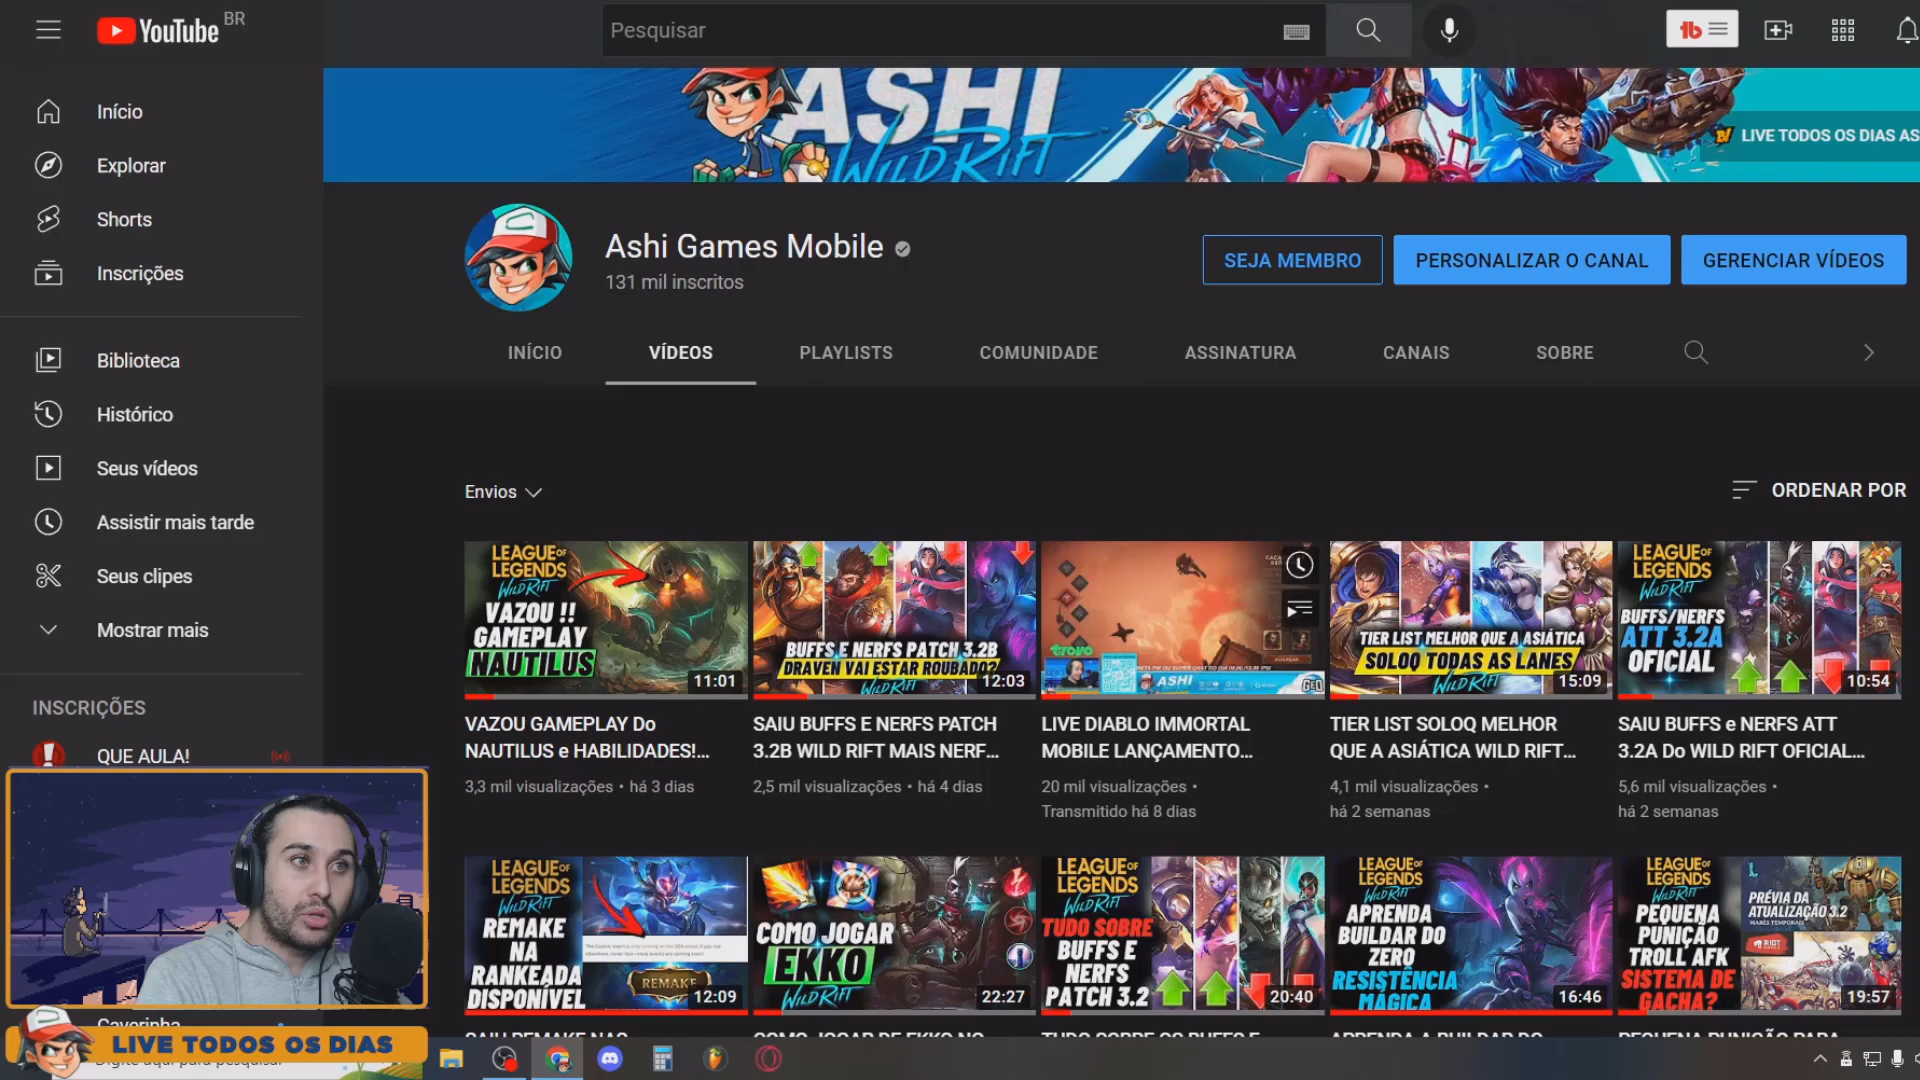 YouTube BR
Pesquisar
Início
Explorar
Shorts
Inscrições
Biblioteca
Histórico
Seus vídeos
Assistir mais tarde
Seus clipes
Mostrar mais
INSCRIÇÕES
QUE AULA!
LIVE TODOS OS DIAS
ASHI
WILD RIFT
LIVE TODOS OS DIAS AS
Ashi Games Mobile
131 mil inscritos
SEJA MEMBRO
PERSONALIZAR O CANAL
GERENCIAR VÍDEOS
INÍCIO
VÍDEOS
PLAYLISTS
COMUNIDADE
ASSINATURA
CANAIS
SOBRE
Envios
ORDENAR POR
LEAGUE OF
LEGENDS
WILD RIFT
VAZOU !!
GAMEPLAY
NAUTILUS
11:01
VAZOU GAMEPLAY Do
NAUTILUS e HABILIDADES!...
3,3 mil visualizações • há 3 dias
BUFFS E NERFS PATCH 3.2B
DRAVEN VAI ESTAR ROUBADO?
WILD RIFT
12:03
SAIU BUFFS E NERFS PATCH
3.2B WILD RIFT MAIS NERF...
2,5 mil visualizações • há 4 dias
trovo
ASHI
LIVE DIABLO IMMORTAL
MOBILE LANÇAMENTO...
20 mil visualizações •
Transmitido há 8 dias
TIER LIST MELHOR QUE A ASIÁTICA
SOLOQ TODAS AS LANES
WILD RIFT
15:09
TIER LIST SOLOQ MELHOR
QUE A ASIÁTICA WILD RIFT...
4,1 mil visualizações •
há 2 semanas
LEAGUE OF
LEGENDS
WILD RIFT
BUFFS/NERFS
ATT 3.2A
OFICIAL
10:54
SAIU BUFFS e NERFS ATT
3.2A Do WILD RIFT OFICIAL...
5,6 mil visualizações •
há 2 semanas
LEAGUE OF
LEGENDS
WILD RIFT
REMAKE
NA
RANKEADA
DISPONÍVEL
REMAKE
12:09
COMO JOGAR
EKKO
WILD RIFT
22:27
LEAGUE OF
LEGENDS
WILD RIFT
TUDO SOBRE
BUFFS E
NERFS
PATCH 3.2
20:40
LEAGUE OF
LEGENDS
WILD RIFT
APRENDA
BUILDAR DO
ZERO
RESISTÊNCIA
MÁGICA
16:46
LEAGUE OF
LEGENDS
WILD RIFT
PEQUENA
PUNIÇÃO
TROLL AFK
SISTEMA DE
GACHA?
PRÉVIA DA
ATUALIZAÇÃO 3.2
MARÉS TEMPORAIS
RIOT
19:57